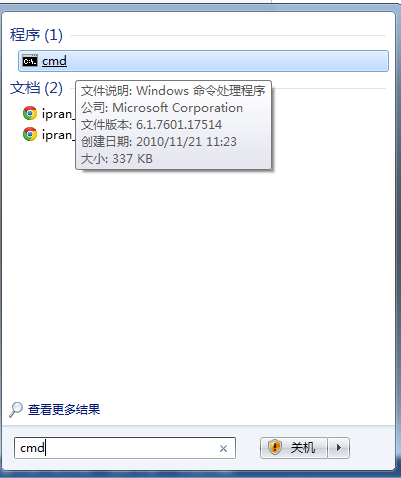 程序 (1)
cmd
文档 (2)
ipran_
ipran_
文件说明: Windows 命令处理程序
公司: Microsoft Corporation
文件版本: 6.1.7601.17514
创建日期: 2010/11/21 11:23
大小: 337 KB
查看更多结果
cmd
关机